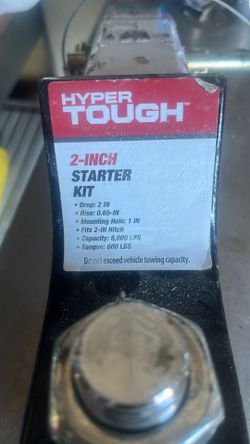 HYPER
TOUGH™
2-INCH
STARTER
KIT
• Drop: 2 IN
• Rise: 0.65-IN
• Mounting Hole: 1 IN
• Fits 2-IN Hitch
• Capacity: 6,000 LBS
• Tongue: 600 LBS
Do not exceed vehicle towing capacity.